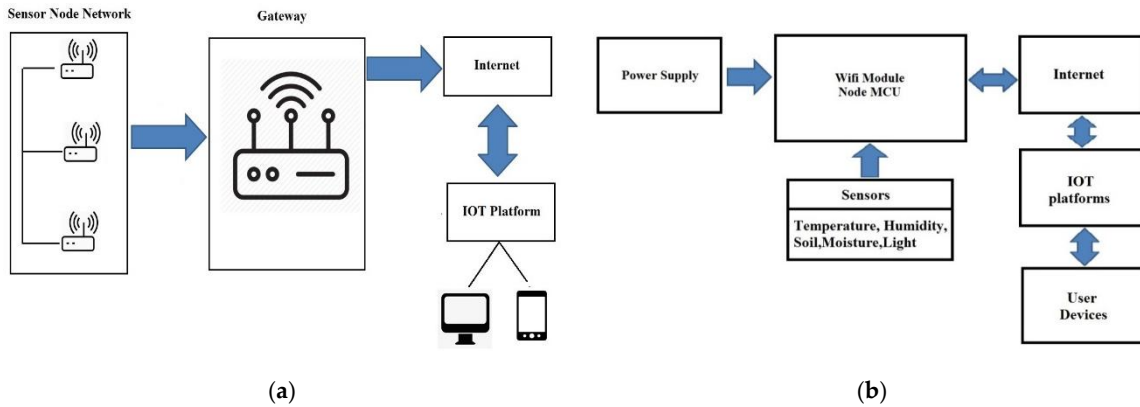 Sensor Node Network
Gateway
Internet
IOT Platform
(a)
Power Supply
Wifi Module
Node MCU
Internet
Sensors
Temperature, Humidity,
Soil,Moisture,Light
IOT
platforms
User
Devices
(b)